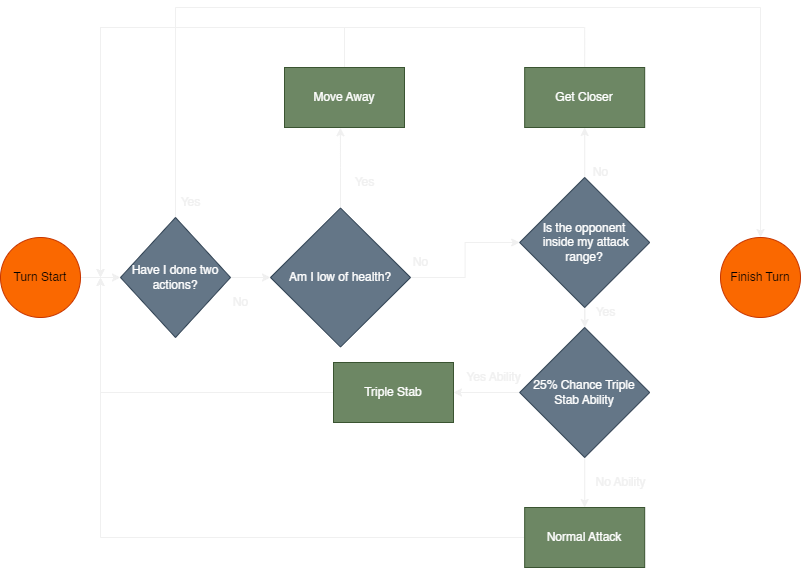 Move Away
Get Closer
Yes
No
Yes
Is the opponent
inside my attack
range?
Turn Start
Have I done two
actions?
No
Am I low of health?
No
Finish Turn
Yes
Triple Stab
Yes Ability
25% Chance Triple
Stab Ability
No Ability
Normal Attack